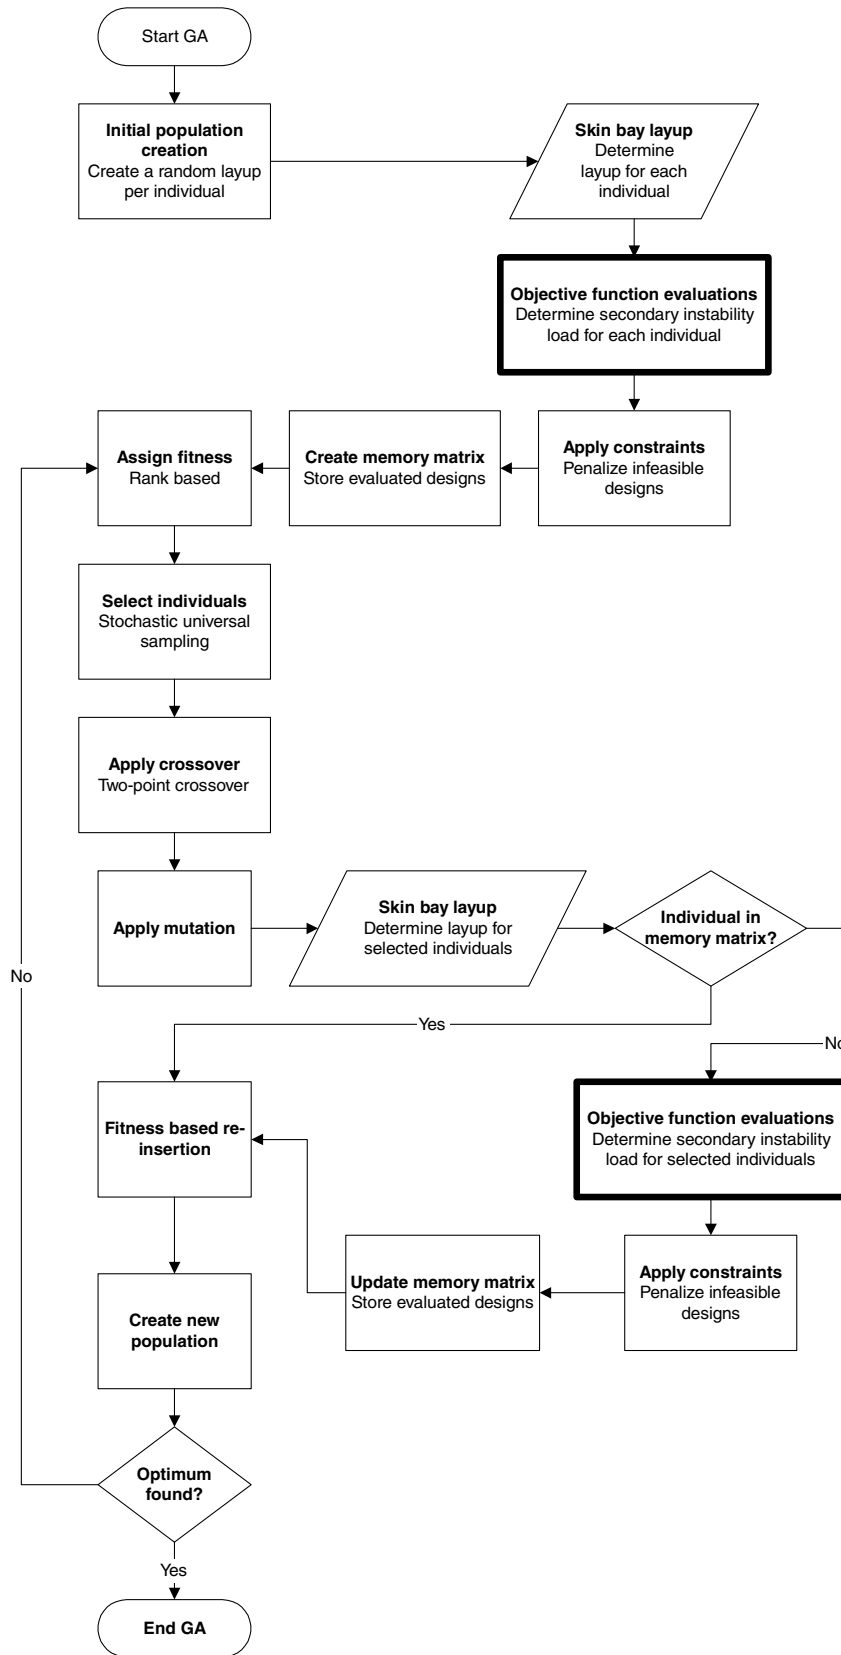 Start GA
Initial population
creation
Create a random layup
per individual
Skin bay layup
Determine
layup for each
individual
Objective function evaluations
Determine secondary instability
load for each individual
Assign fitness
Rank based
Create memory matrix
Store evaluated designs
Apply constraints
Penalize infeasible
designs
Select individuals
Stochastic universal
sampling
Apply crossover
Two-point crossover
Apply mutation
Skin bay layup
Determine layup for
selected individuals
Individual in
memory matrix?
No
Yes
No
Fitness based re-
insertion
Objective function evaluations
Determine secondary instability
load for selected individuals
Update memory matrix
Store evaluated designs
Apply constraints
Penalize infeasible
designs
Create new
population
Optimum
found?
Yes
End GA